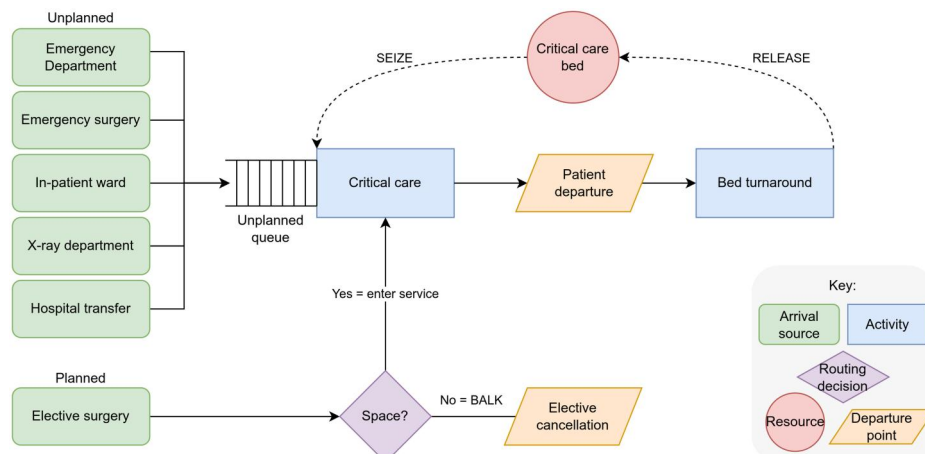 Unplanned
Emergency
Department
Emergency surgery
In-patient ward
X-ray department
Hospital transfer
Planned
Elective surgery
Unplanned
queue
Critical care
SEIZE
Critical care
bed
RELEASE
Patient
departure
Bed turnaround
Yes = enter service
Space?
No = BALK
Elective
cancellation
Key:
Arrival
source
Activity
Routing
decision
Resource
Departure
point